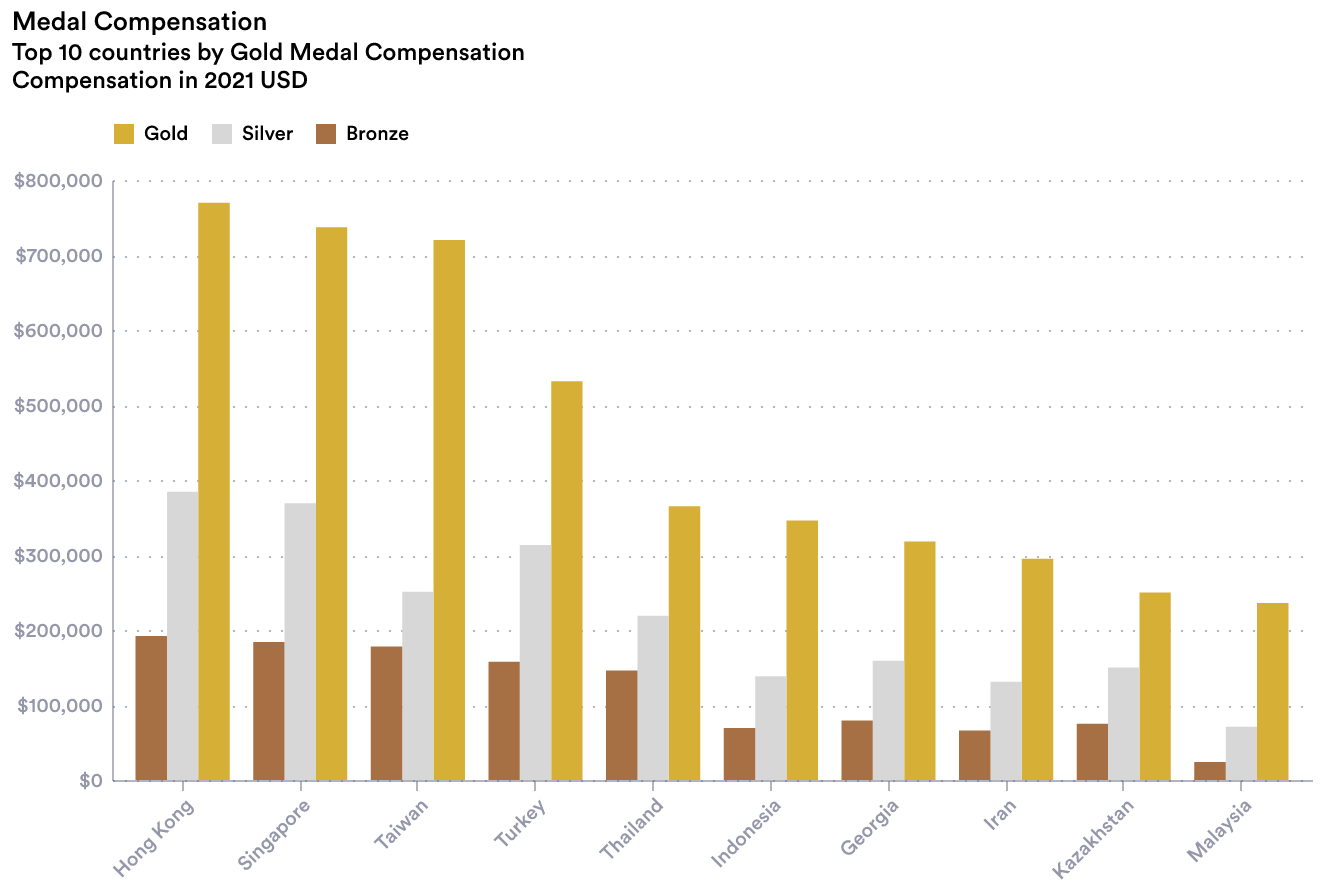 Medal Compensation
Top 10 countries by Gold Medal Compensation
Compensation in 2021 USD
Gold Silver Bronze
$800,000
$700,000
$600,000
$500,000
$400,000
$300,000
$200,000
$100,000
$0
Hong Kong Singapore Taiwan Turkey Thailand Indonesia Georgia Iran Kazakhstan Malaysia